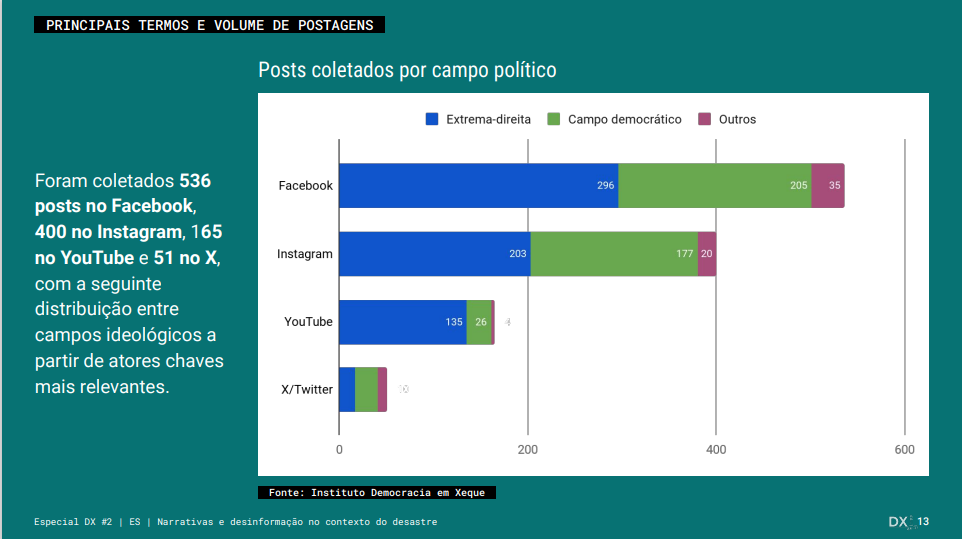 PRINCIPAIS TERMOS E VOLUME DE POSTAGENS
Posts coletados por campo político
Foram coletados 536
posts no Facebook,
400 no Instagram, 165
no YouTube e 51 no X,
com a seguinte
distribuição entre
campos ideológicos a
partir de atores chaves
mais relevantes.
Extrema-direita Campo democrático Outros
Facebook 296 205 35
Instagram 203 177 20
YouTube 135 26
X/Twitter
0 200 400 600
Fonte: Instituto Democracia em Xeque
Especial DX #2 | ES | Narrativas e desinformação no contexto do desastre
DX 13